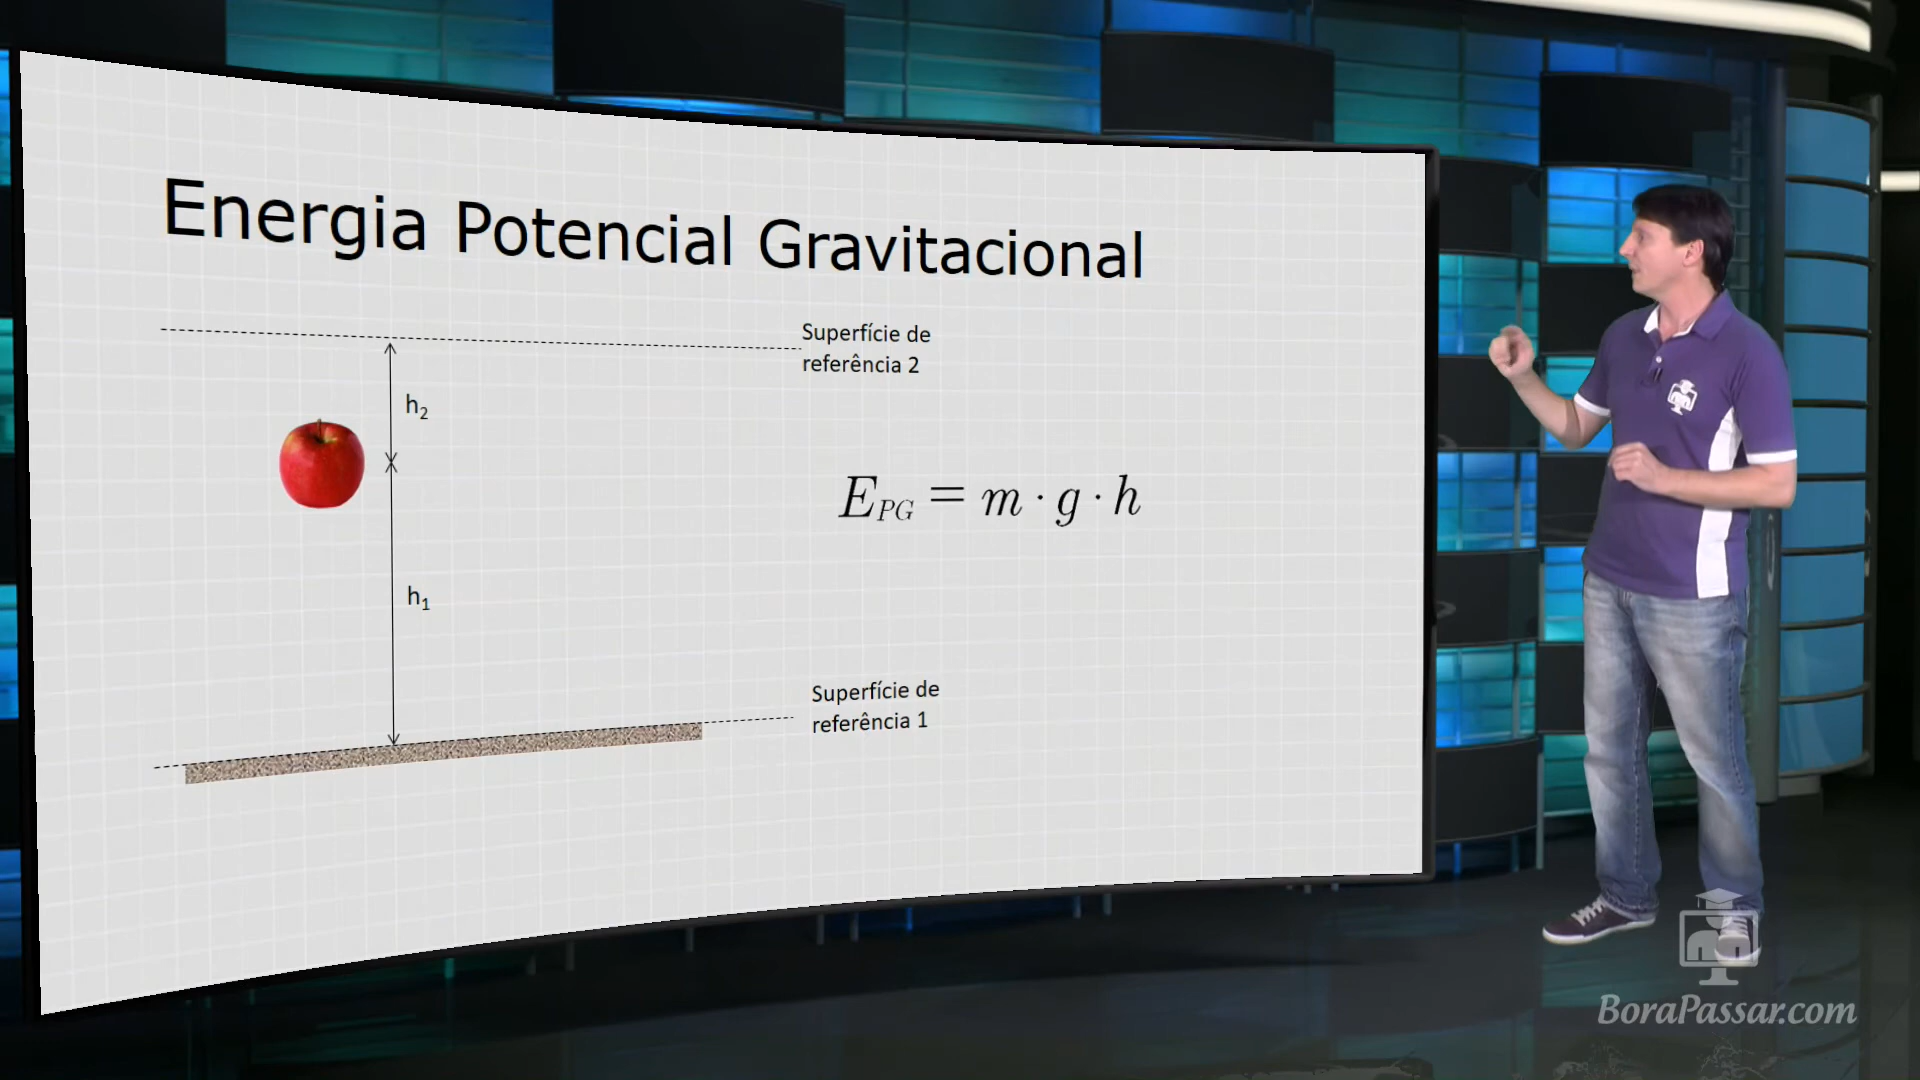 Energia Potencial Gravitacional
Superfície de
referência 2
h₂
E_PG = m · g · h
h₁
Superfície de
referência 1
BoraPassar.com